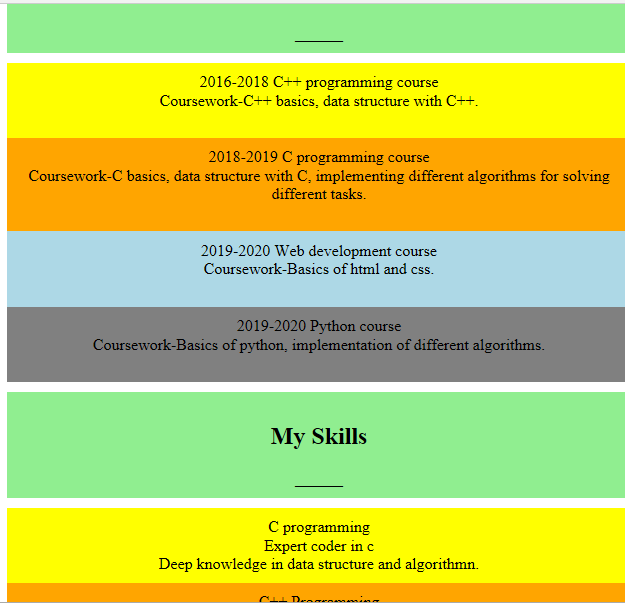 2016-2018 C++ programming course
Coursework-C++ basics, data structure with C++.
2018-2019 C programming course
Coursework-C basics, data structure with C, implementing different algorithms for solving
different tasks.
2019-2020 Web development course
Coursework-Basics of html and css.
2019-2020 Python course
Coursework-Basics of python, implementation of different algorithms.
My Skills
C programming
Expert coder in c
Deep knowledge in data structure and algorithmn.
C++ Programming